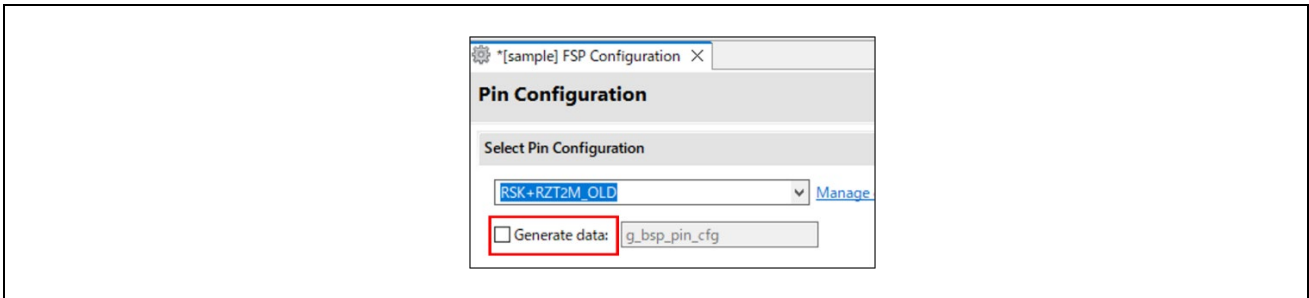 *[sample] FSP Configuration
Pin Configuration
Select Pin Configuration
RSK+RZT2M_OLD Manage
Generate data: g_bsp_pin_cfg